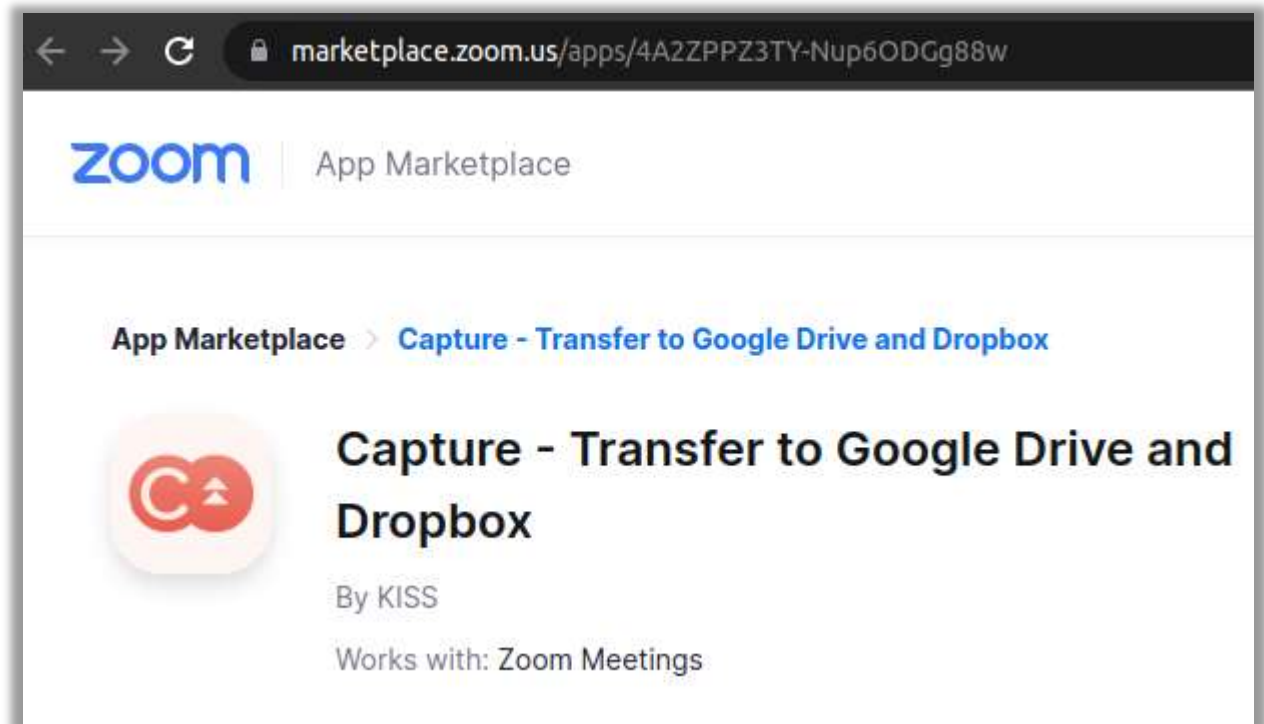 marketplace.zoom.us/apps/4A2ZPPZ3TY-Nup6ODGg88w
zoom App Marketplace
App Marketplace > Capture - Transfer to Google Drive and Dropbox
Capture - Transfer to Google Drive and
Dropbox
By KISS
Works with: Zoom Meetings